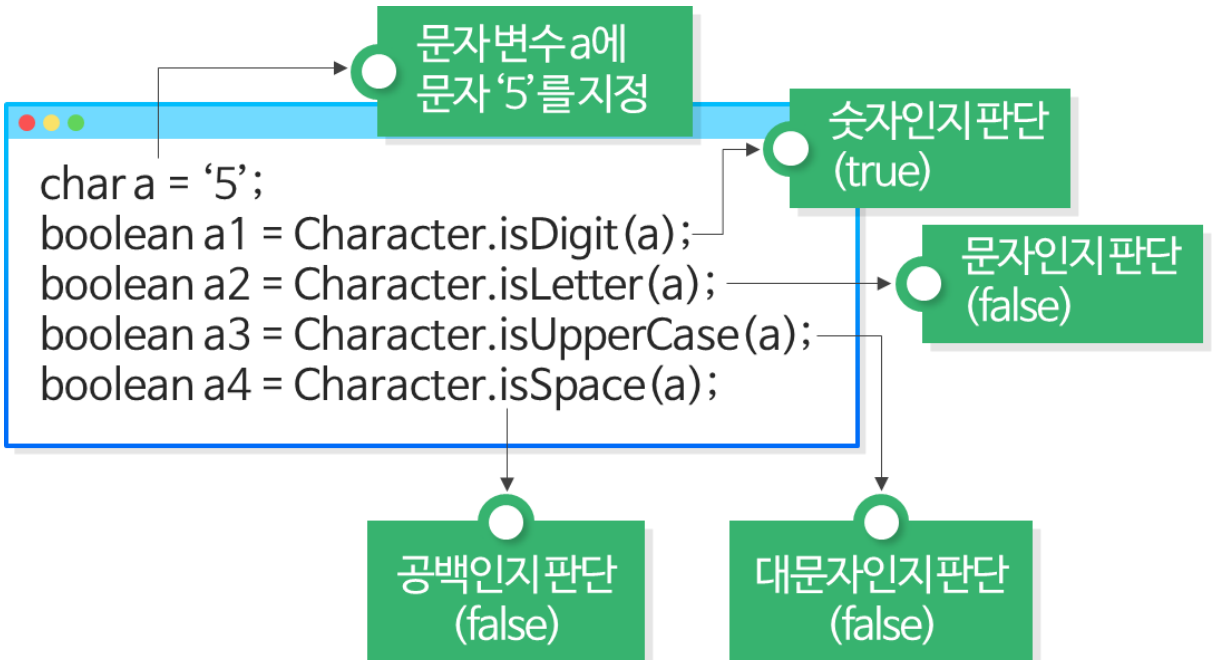 문자 변수 a에
문자 ‘5’를 지정
숫자인지 판단
(true)
char a = ‘5’;
boolean a1 = Character.isDigit(a);
boolean a2 = Character.isLetter(a);
boolean a3 = Character.isUpperCase(a);
boolean a4 = Character.isSpace(a);
문자인지 판단
(false)
공백인지 판단
(false)
대문자인지 판단
(false)